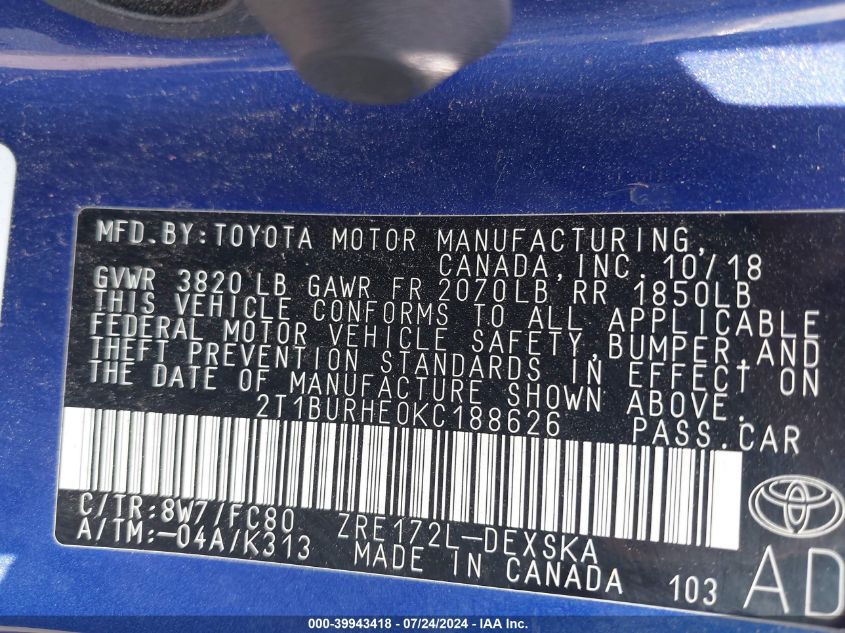 MFD.BY:TOYOTA MOTOR MANUFACTURING,
CANADA,INC. 10/18
GVWR 3820 LB GAWR FR 2070LB RR 1850LB
THIS VEHICLE CONFORMS TO ALL APPLICABLE
FEDERAL MOTOR VEHICLE SAFETY,BUMPER,AND
THEFT PREVENTION STANDARDS IN EFFECT ON
THE DATE OF MANUFACTURE SHOWN ABOVE.
2T1BURHE0KC188626 PASS.CAR
C/TR:8W7/FC80 ZRE172L-DEXSKA
A/TM:-04A/K313 MADE IN CANADA 103
AD
000-39943418 - 07/24/2024 - IAA Inc.